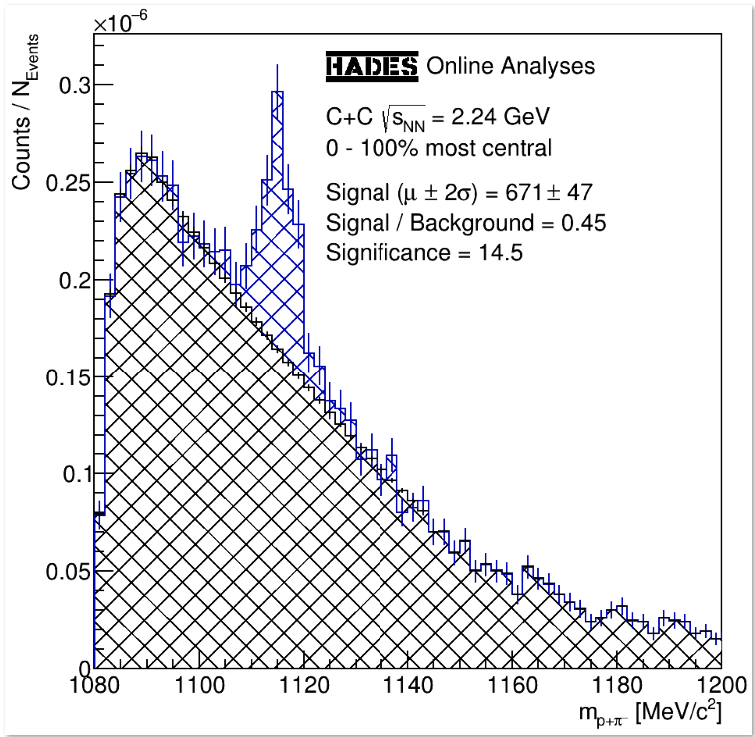 ×10⁻⁶
Counts / N_Events
0.3
0.25
0.2
0.15
0.1
0.05
0
HADES Online Analyses
C+C √s_NN = 2.24 GeV
0 - 100% most central
Signal (μ ± 2σ) = 671 ± 47
Signal / Background = 0.45
Significance = 14.5
1080 1100 1120 1140 1160 1180 1200
m_p+π⁻ [MeV/c²]